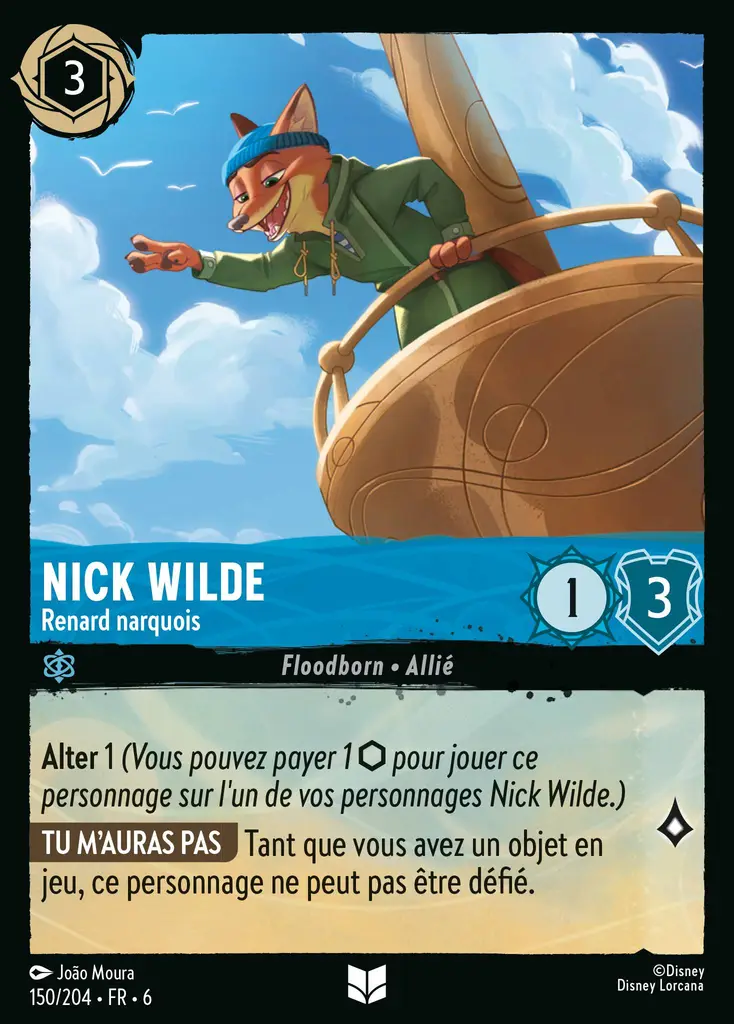 3
NICK WILDE
Renard narquois
1
3
Floodborn • Allié
Alter 1 (Vous pouvez payer 1 ⬡ pour jouer ce
personnage sur l'un de vos personnages Nick Wilde.)
TU M'AURAS PAS Tant que vous avez un objet en
jeu, ce personnage ne peut pas être défié.
João Moura
150/204 • FR • 6
©Disney
Disney Lorcana